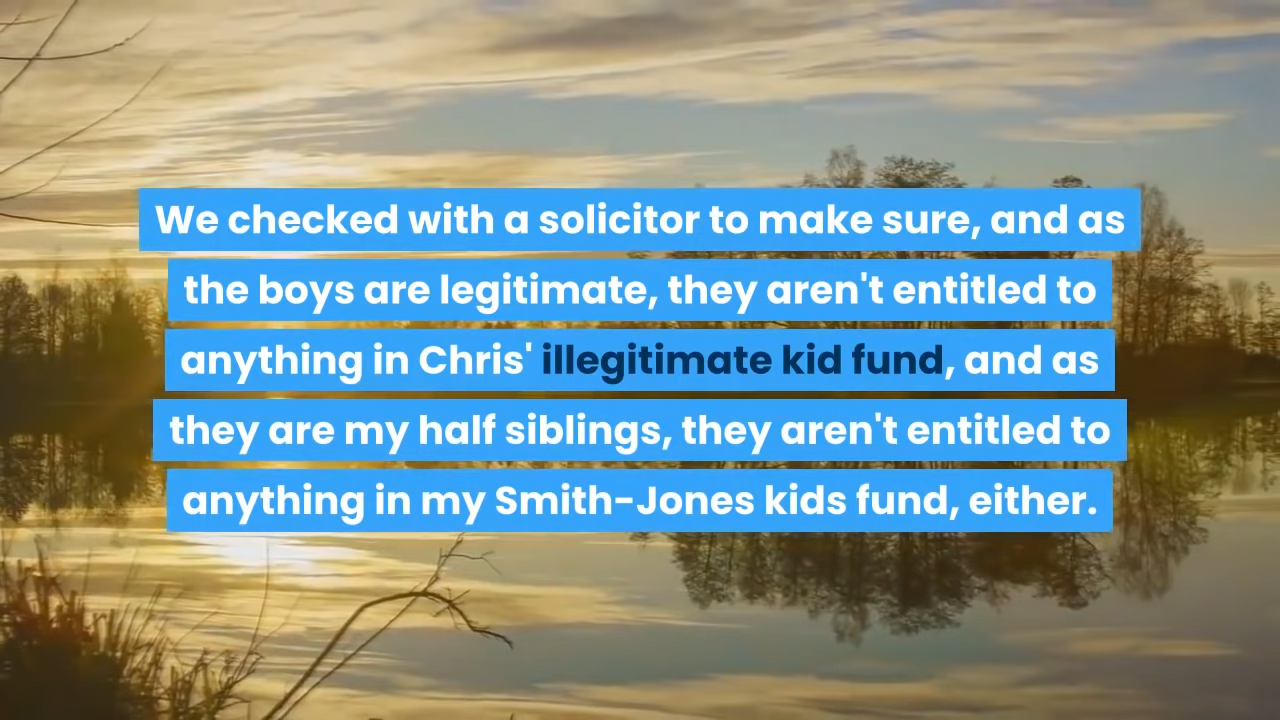 We checked with a solicitor to make sure, and as
the boys are legitimate, they aren't entitled to
anything in Chris' illegitimate kid fund, and as
they are my half siblings, they aren't entitled to
anything in my Smith-Jones kids fund, either.